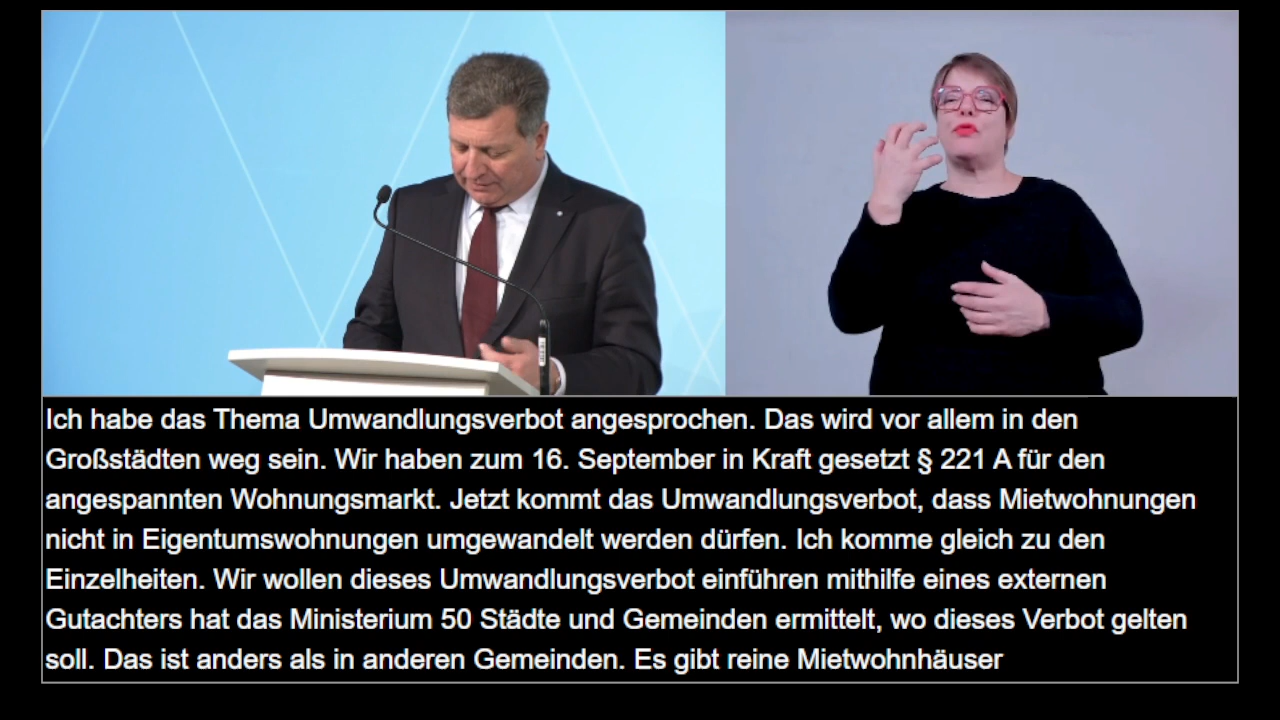 Ich habe das Thema Umwandlungsverbot angesprochen. Das wird vor allem in den
Großstädten weg sein. Wir haben zum 16. September in Kraft gesetzt § 221 A für den
angespannten Wohnungsmarkt. Jetzt kommt das Umwandlungsverbot, dass Mietwohnungen
nicht in Eigentumswohnungen umgewandelt werden dürfen. Ich komme gleich zu den
Einzelheiten. Wir wollen dieses Umwandlungsverbot einführen mithilfe eines externen
Gutachters hat das Ministerium 50 Städte und Gemeinden ermittelt, wo dieses Verbot gelten
soll. Das ist anders als in anderen Gemeinden. Es gibt reine Mietwohnhäuser